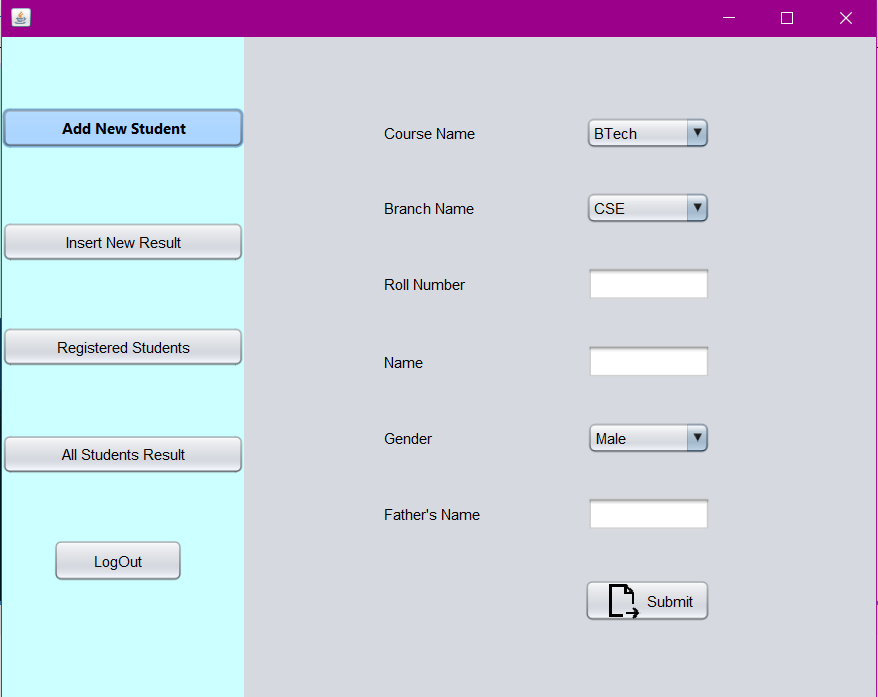 Add New Student
Insert New Result
Registered Students
All Students Result
LogOut
Course Name
BTech
Branch Name
CSE
Roll Number
Name
Gender
Male
Father's Name
Submit